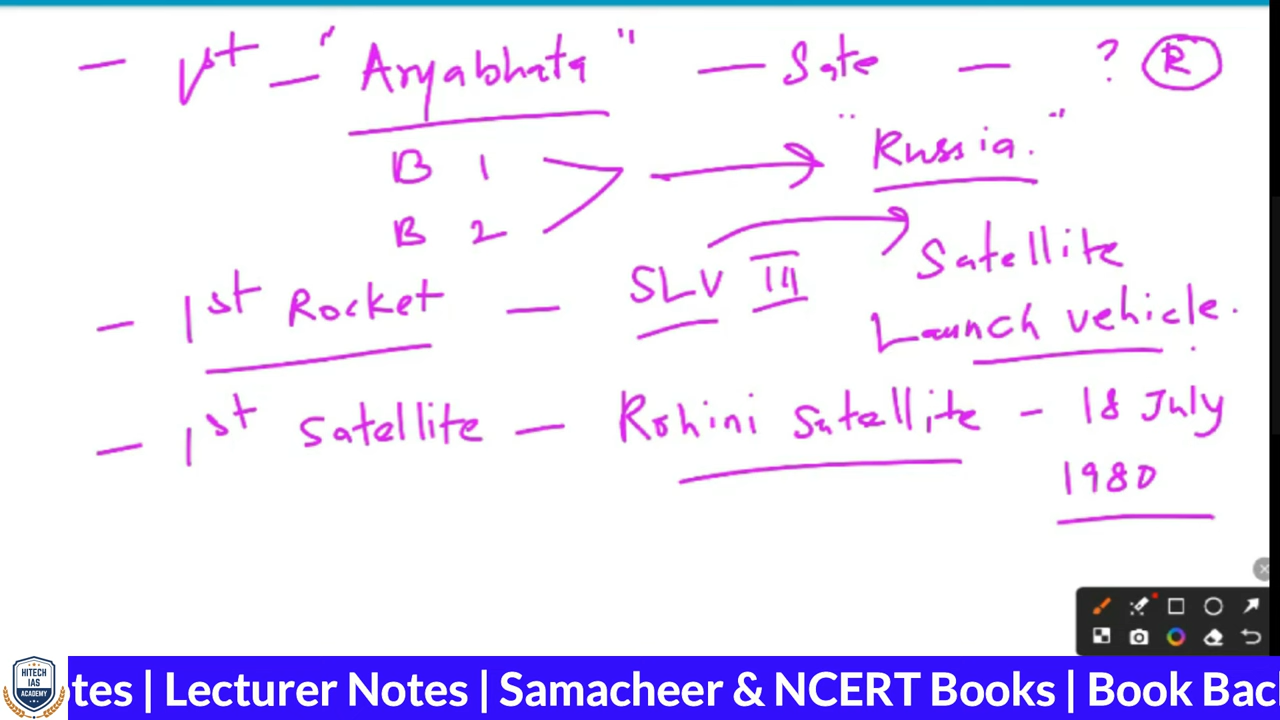 - 1st - "Aryabhata" - Sate - ? R
B 1
B 2
"Russia."
- 1st Rocket - SLV III
Satellite
Launch vehicle.
- 1st Satellite - Rohini Satellite - 18 July
1980
HITECH
IAS
ACADEMY
tes | Lecturer Notes | Samacheer & NCERT Books | Book Bac